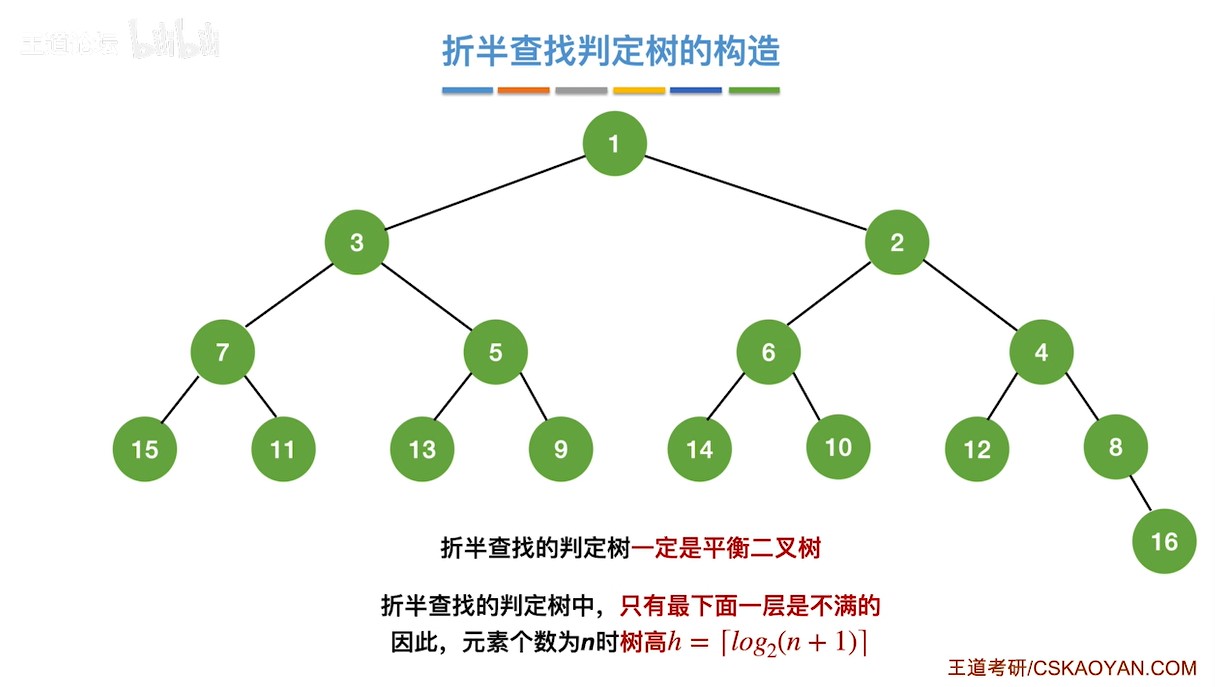 王道论坛 bilibili
折半查找判定树的构造
1
3 2
7 5 6 4
15 11 13 9 14 10 12 8
16
折半查找的判定树一定是平衡二叉树
折半查找的判定树中，只有最下面一层是不满的
因此，元素个数为n时树高h = ⌈log₂(n + 1)⌉
王道考研/CSKAOYAN.COM